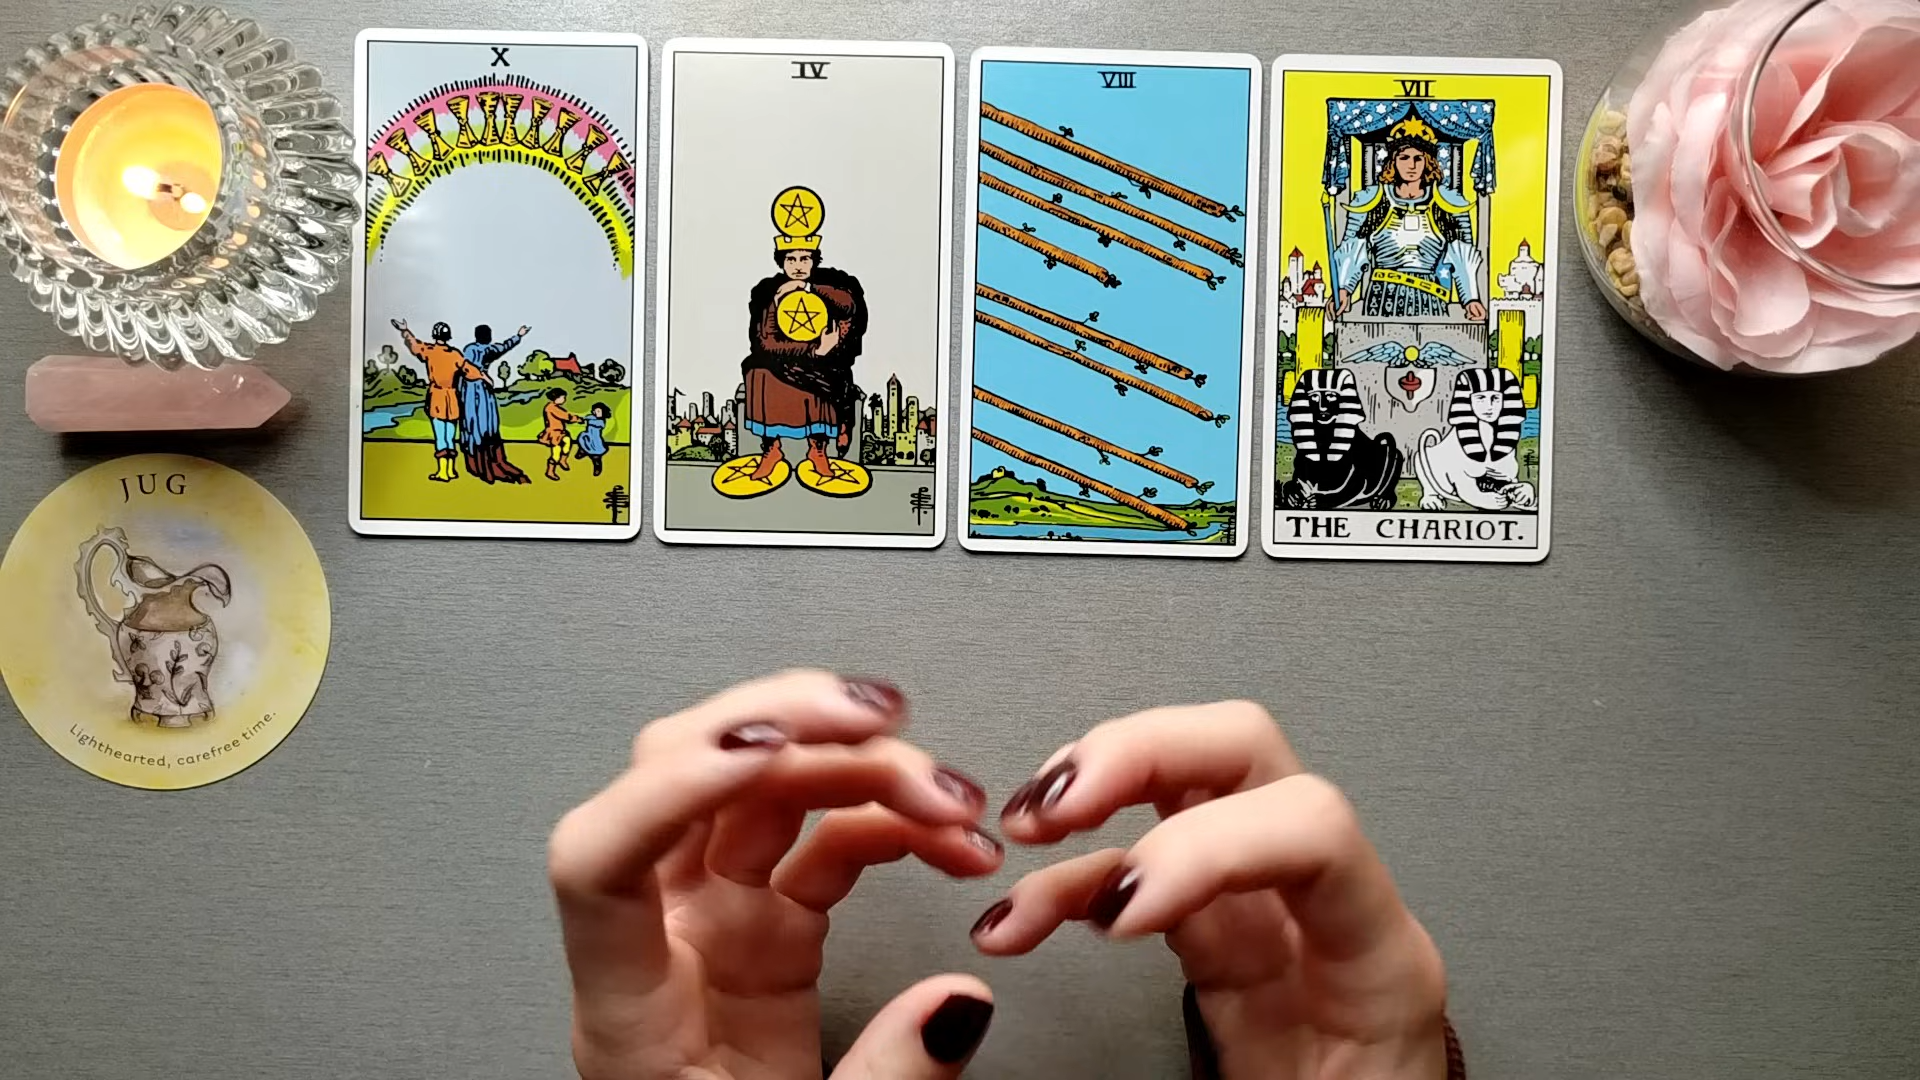 X
IV
VIII
VII
THE CHARIOT.
JUG
Lighthearted, carefree time.